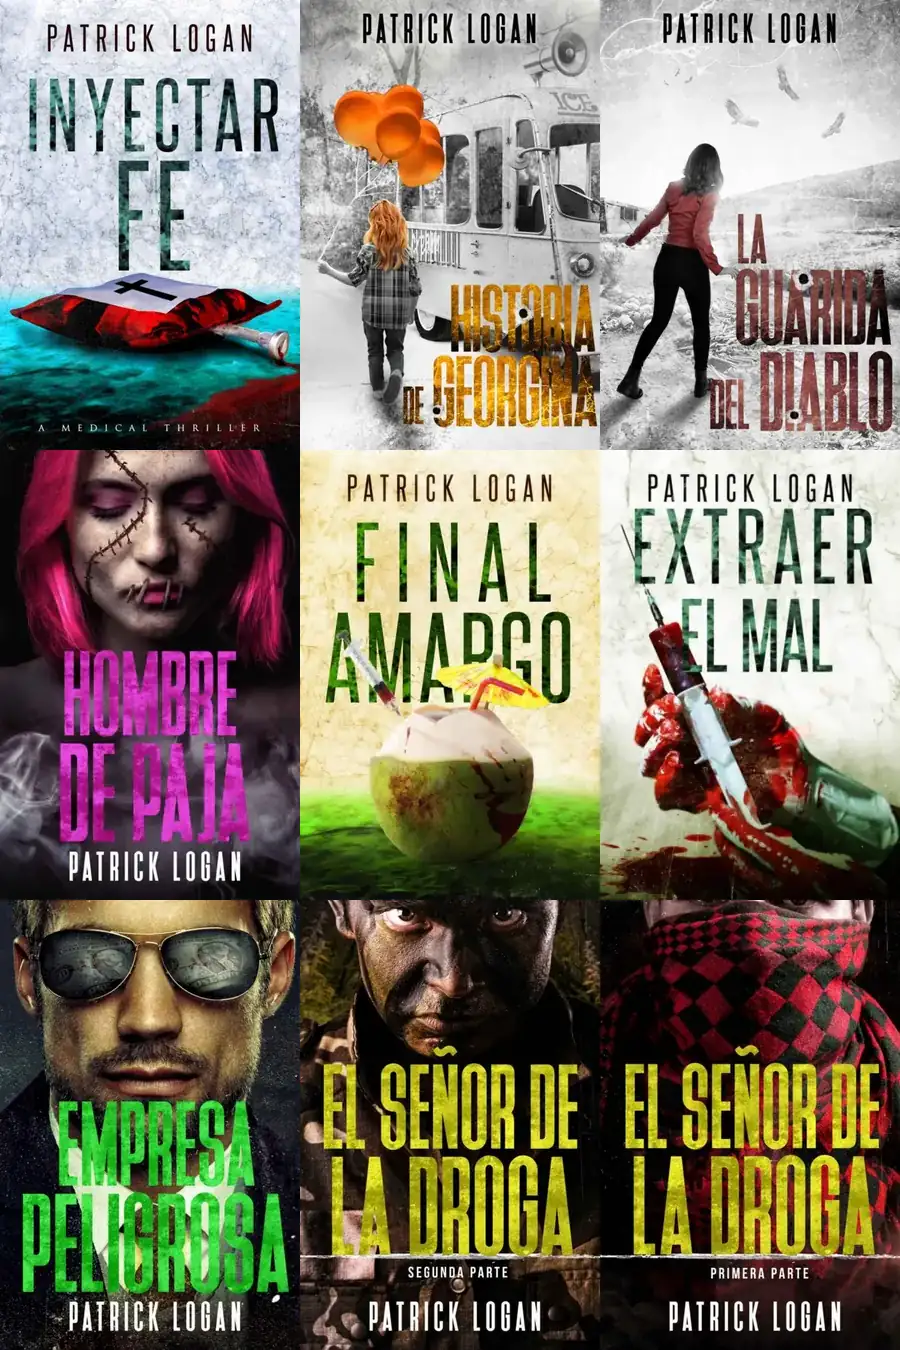 PATRICK LOGAN
INYECTAR
FE
A MEDICAL THRILLER
PATRICK LOGAN
ICE
HISTORIA
DE GEORGINA
PATRICK LOGAN
LA
GUARIDA
DEL DIABLO
HOMBRE
DE PAJA
PATRICK LOGAN
PATRICK LOGAN
FINAL
AMARGO
PATRICK LOGAN
EXTRAER
EL MAL
EMPRESA
PELIGROSA
PATRICK LOGAN
EL SEÑOR DE
LA DROGA
SEGUNDA PARTE
PATRICK LOGAN
EL SEÑOR DE
LA DROGA
PRIMERA PARTE
PATRICK LOGAN